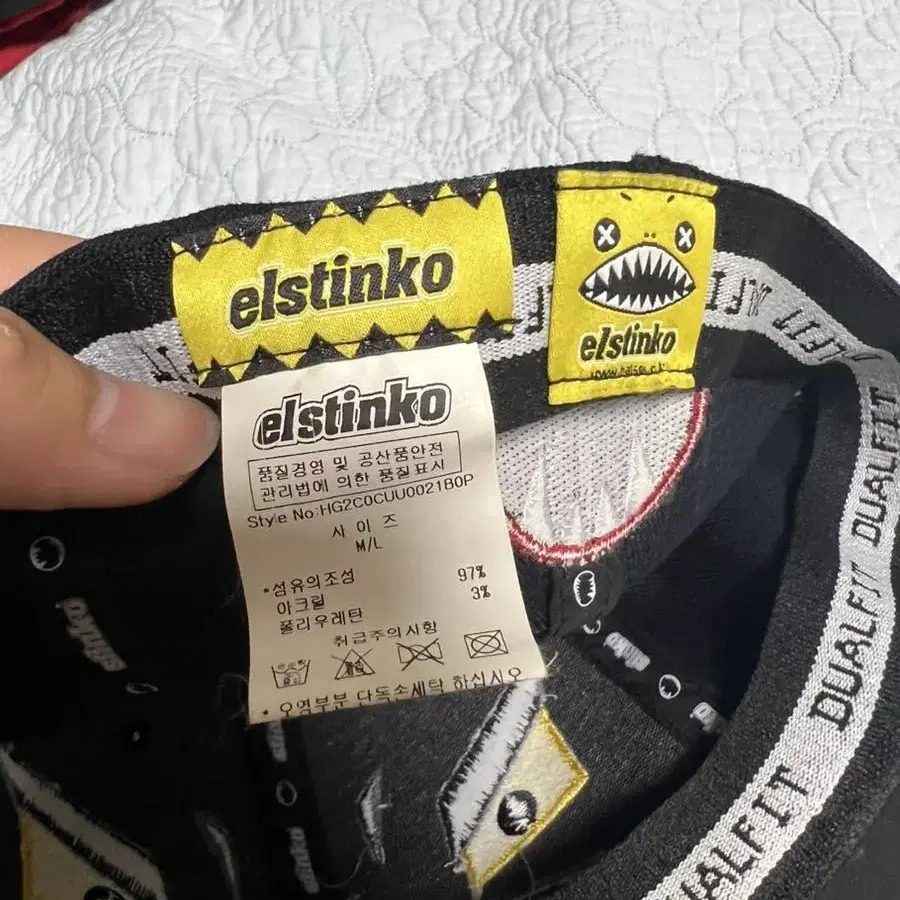 elstinko
elstinko
elstinko
품질경영 및 공산품안전
관리법에 의한 품질표시
Style No:HG2C0CUU0021B0P
사 이 즈
M/L
•섬유의조성 97%
아크릴 3%
폴리우레탄
취급주의사항
• 오염부분 단독손세탁 하십시오
DUALFIT
DUALFIT
DUALFIT